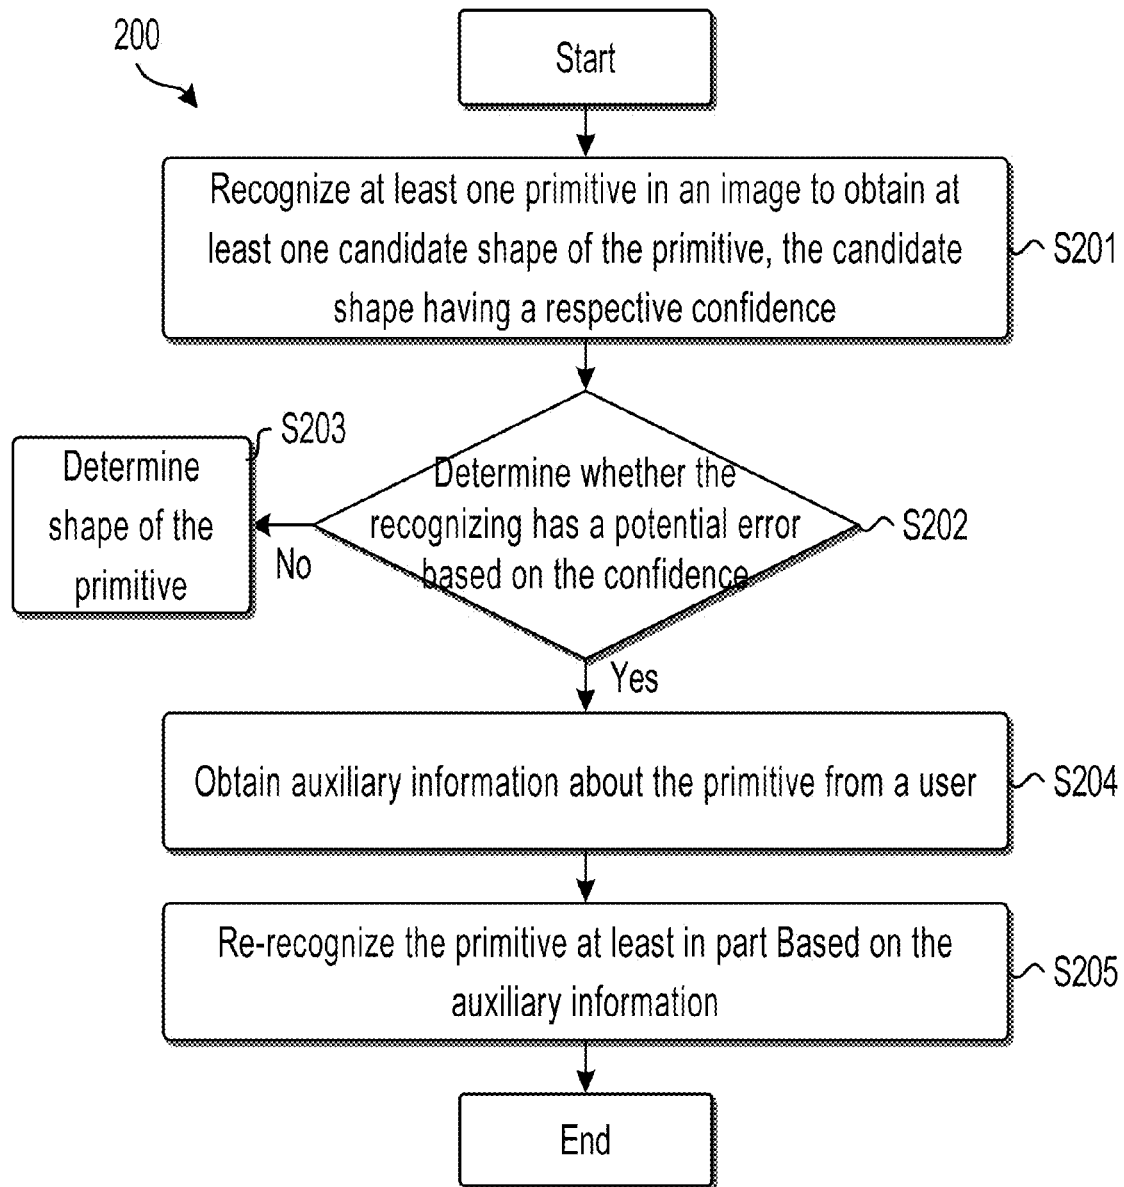 200
Start
Recognize at least one primitive in an image to obtain at
least one candidate shape of the primitive, the candidate
shape having a respective confidence
S201
S203
Determine
shape of the
primitive
No
Determine whether the
recognizing has a potential error
based on the confidence
S202
Yes
Obtain auxiliary information about the primitive from a user
S204
Re-recognize the primitive at least in part Based on the
auxiliary information
S205
End